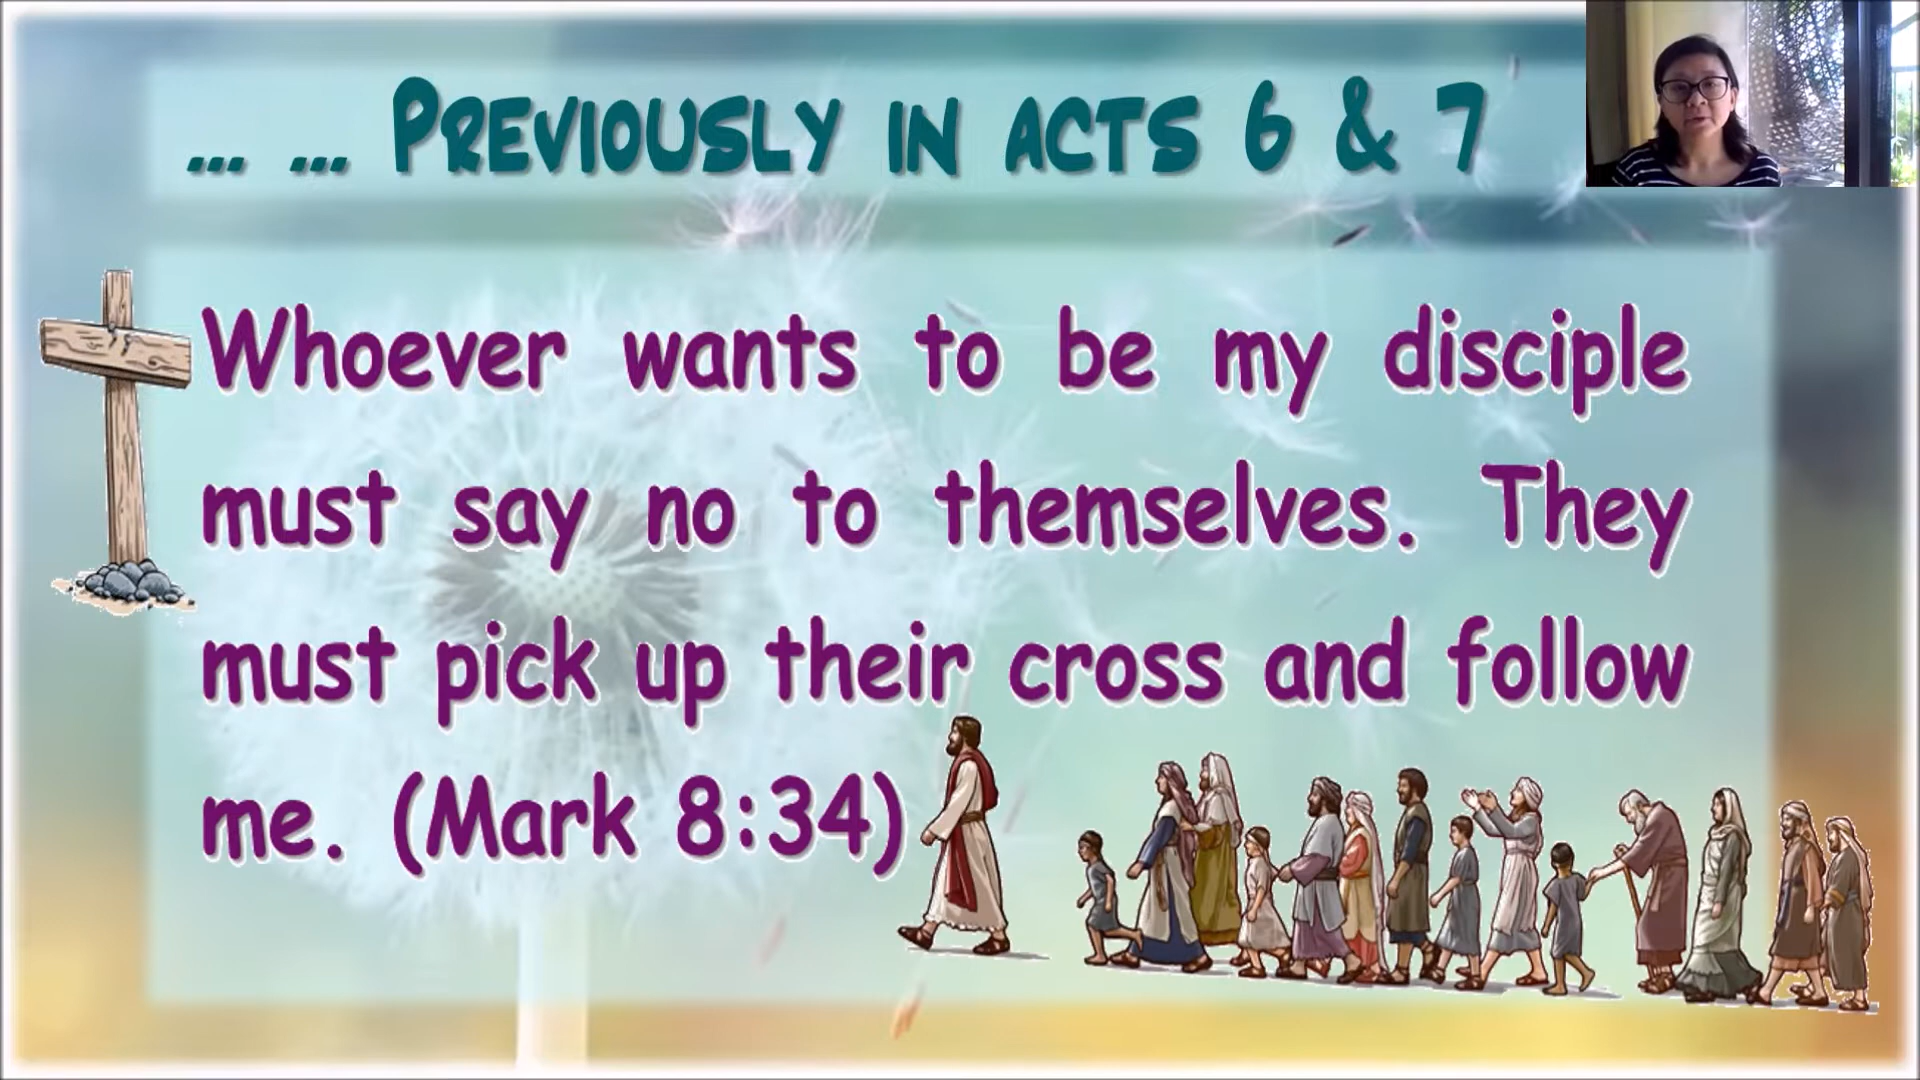 ... ... PREVIOUSLY IN ACTS 6 & 7
Whoever wants to be my disciple
must say no to themselves. They
must pick up their cross and follow
me. (Mark 8:34)